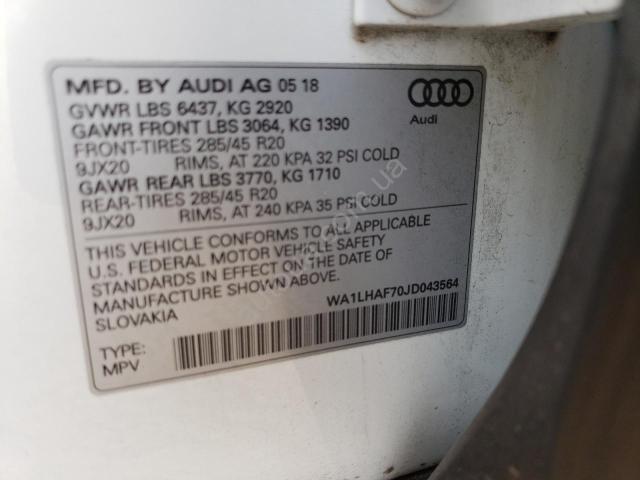 MFD. BY AUDI AG 05 18
GVWR LBS 6437, KG 2920
GAWR FRONT LBS 3064, KG 1390
FRONT-TIRES 285/45 R20
9JX20 RIMS, AT 220 KPA 32 PSI COLD
GAWR REAR LBS 3770, KG 1710
REAR-TIRES 285/45 R20
9JX20 RIMS, AT 240 KPA 35 PSI COLD
Audi
THIS VEHICLE CONFORMS TO ALL APPLICABLE
U.S. FEDERAL MOTOR VEHICLE SAFETY
STANDARDS IN EFFECT ON THE DATE OF
MANUFACTURE SHOWN ABOVE.
SLOVAKIA
WA1LHAF70JD043564
TYPE:
MPV